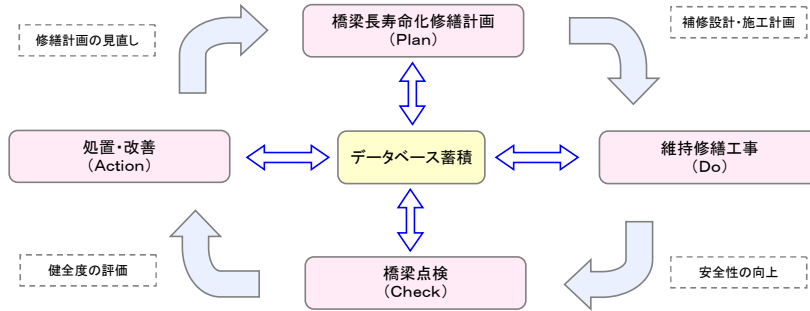 橋梁長寿命化修繕計画
（Plan）
修繕計画の見直し
補修設計・施工計画
処置・改善
（Action）
データベース蓄積
維持修繕工事
（Do）
健全度の評価
橋梁点検
（Check）
安全性の向上